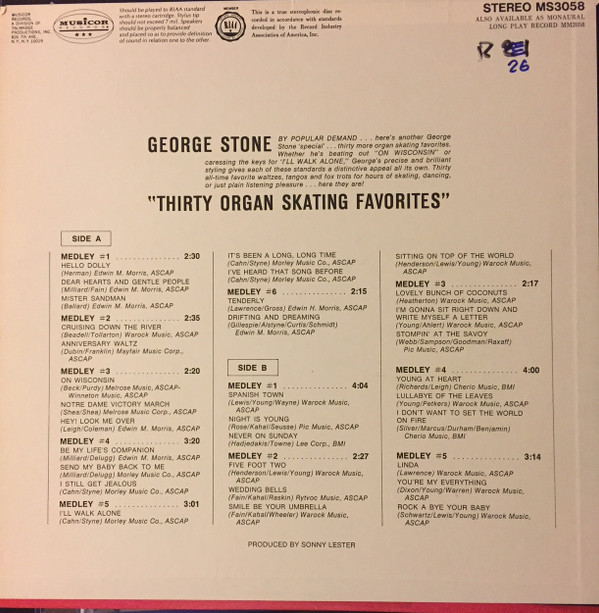 MUSICOR
RECORDS,
A DIVISION OF
TALMADGE
PRODUCTIONS, INC.
N.Y., N.Y. 10019
Musicor
RECORDS
Should be played to RIAA standard
with a stereo cartridge. Stylus tip
should not exceed .7 mil. Speakers
should be properly balanced
and placed so as to provide definition
of sound in relation one to the other.
MEMBER
RIAA
This is a true stereophonic disc re-
corded in accordance with standards
developed by the Record Industry
Association of America, Inc.
STEREO MS3058
ALSO AVAILABLE AS MONAURAL
LONG PLAY RECORD MM2058
R
26
GEORGE STONE BY POPULAR DEMAND . . . here's another George
Stone 'special' . . . thirty more organ skating favorites.
Whether he's beating out "ON WISCONSIN" or
caressing the keys for "I'LL WALK ALONE," George's precise and brilliant
styling gives each of these standards a distinctive appeal all its own. Thirty
all-time favorite waltzes, tangos and fox trots for hours of skating, dancing,
or just plain listening pleasure . . . here they are!
"THIRTY ORGAN SKATING FAVORITES"
SIDE A
MEDLEY #1 . . . . . . . . . . . . . . 2:30
HELLO DOLLY
(Herman) Edwin M. Morris, ASCAP
DEAR HEARTS AND GENTLE PEOPLE
(Milliard/Fain) Edward M. Morris, ASCAP
MISTER SANDMAN
(Ballard) Edwin M. Morris, ASCAP
MEDLEY #2 . . . . . . . . . . . . . . 2:35
CRUISING DOWN THE RIVER
(Beadell/Tollarton) Warock Music, ASCAP
ANNIVERSARY WALTZ
(Dubin/Franklin) Mayfair Music Corp.,
ASCAP
MEDLEY #3 . . . . . . . . . . . . . . 2:20
ON WISCONSIN
(Beck/Purdy) Melrose Music, ASCAP-
Winneton Music, ASCAP
NOTRE DAME VICTORY MARCH
(Shea/Shea) Melrose Music Corp., ASCAP
HEY! LOOK ME OVER
(Leigh/Coleman) Edwin M. Morris, ASCAP
MEDLEY #4 . . . . . . . . . . . . . . 3:20
BE MY LIFE'S COMPANION
(Milliard/Delugg) Edwin M. Morris, ASCAP
SEND MY BABY BACK TO ME
(Milliard/Delugg) Morley Music Co., ASCAP
I STILL GET JEALOUS
(Cahn/Styne) Morley Music Co., ASCAP
MEDLEY #5 . . . . . . . . . . . . . . 3:01
I'LL WALK ALONE
(Cahn/Styne) Morley Music Co., ASCAP
IT'S BEEN A LONG, LONG TIME
(Cahn/Styne) Morley Music Co., ASCAP
I'VE HEARD THAT SONG BEFORE
(Cahn/Styne) Morley Music Co., ASCAP
MEDLEY #6 . . . . . . . . . . . . . . 2:15
TENDERLY
(Lawrence/Gross) Edwin H. Morris, ASCAP
DRIFTING AND DREAMING
(Gillespie/Alstyne/Curtis/Schmidt)
Edwin M. Morris, ASCAP
SIDE B
MEDLEY #1 . . . . . . . . . . . . . . 4:04
SPANISH TOWN
(Lewis/Young/Wayne) Warock Music,
ASCAP
NIGHT IS YOUNG
(Rose/Kahal/Seusse) Pic Music, ASCAP
NEVER ON SUNDAY
(Hadjedakis/Towne) Lee Corp., BMI
MEDLEY #2 . . . . . . . . . . . . . . 2:27
FIVE FOOT TWO
(Henderson/Lewis/Young) Warock Music,
ASCAP
WEDDING BELLS
(Fain/Kahal/Raskin) Rytvoc Music, ASCAP
SMILE BE YOUR UMBRELLA
(Fain/Kahal/Wheeler) Warock Music,
ASCAP
SITTING ON TOP OF THE WORLD
(Henderson/Lewis/Young) Warock Music,
ASCAP
MEDLEY #3 . . . . . . . . . . . . . . 2:17
LOVELY BUNCH OF COCONUTS
(Heatherton) Warock Music, ASCAP
I'M GONNA SIT RIGHT DOWN AND
WRITE MYSELF A LETTER
(Young/Ahlert) Warock Music, ASCAP
STOMPIN' AT THE SAVOY
(Webb/Sampson/Goodman/Raxaff)
Pic Music, ASCAP
MEDLEY #4 . . . . . . . . . . . . . . 4:00
YOUNG AT HEART
(Richards/Leigh) Cherio Music, BMI
LULLABYE OF THE LEAVES
(Young/Petkers) Warock Music, ASCAP
I DON'T WANT TO SET THE WORLD
ON FIRE
(Silver/Marcus/Durham/Benjamin)
Cherio Music, BMI
MEDLEY #5 . . . . . . . . . . . . . . 3:14
LINDA
(Lawrence) Warock Music, ASCAP
YOU'RE MY EVERYTHING
(Dixon/Young/Warren) Warock Music,
ASCAP
ROCK A BYE YOUR BABY
(Schwartz/Lewis/Young) Warock Music,
ASCAP
PRODUCED BY SONNY LESTER